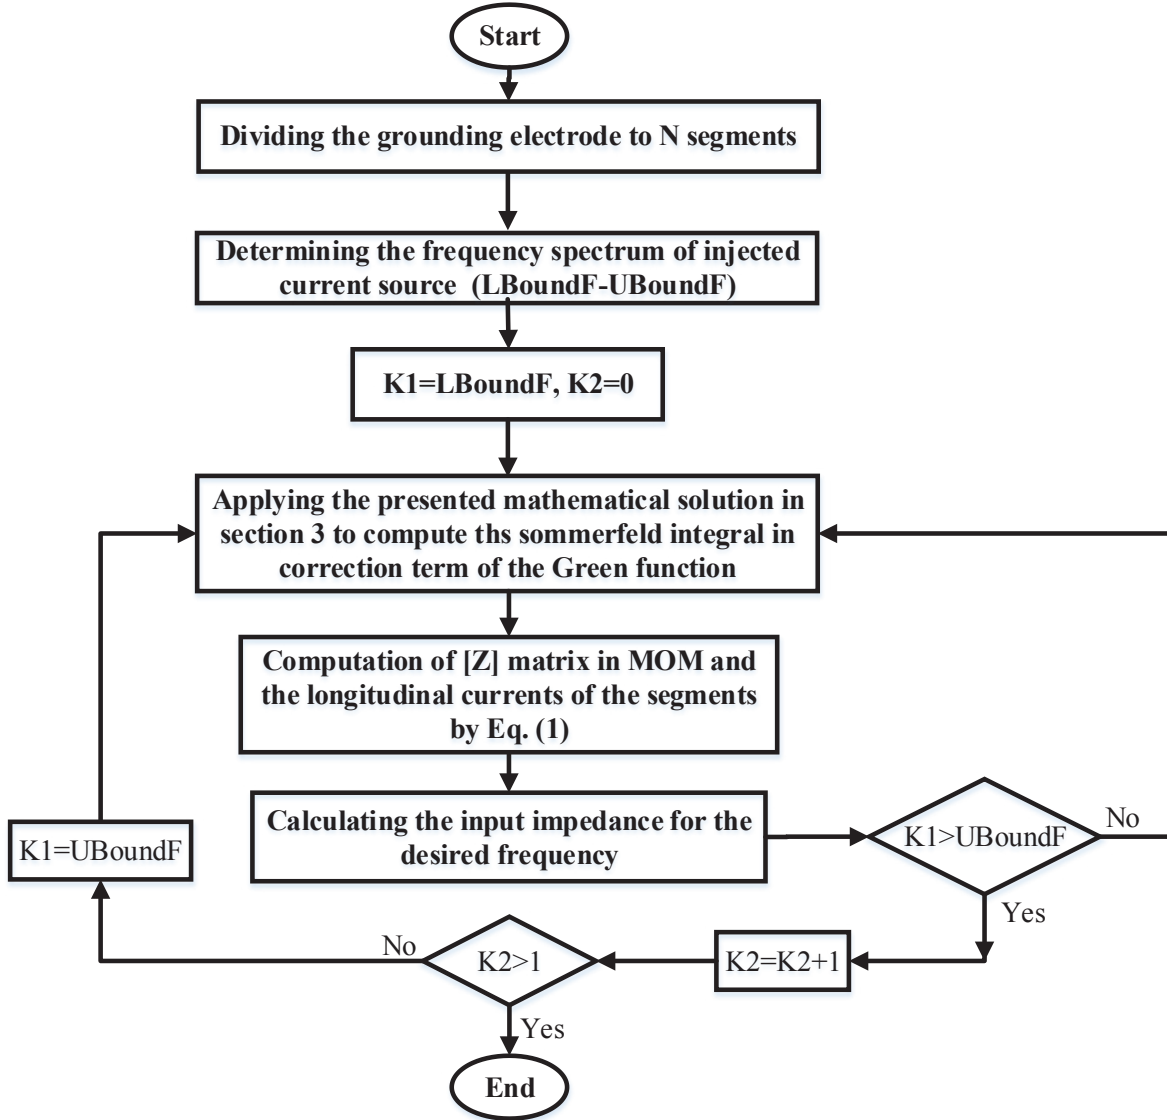 Start
Dividing the grounding electrode to N segments
Determining the frequency spectrum of injected
current source (LBoundF-UBoundF)
K1=LBoundF, K2=0
Applying the presented mathematical solution in
section 3 to compute ths sommerfeld integral in
correction term of the Green function
Computation of [Z] matrix in MOM and
the longitudinal currents of the segments
by Eq. (1)
Calculating the input impedance for the
desired frequency
K1>UBoundF
No
Yes
K1=UBoundF
K2=K2+1
K2>1
No
Yes
End